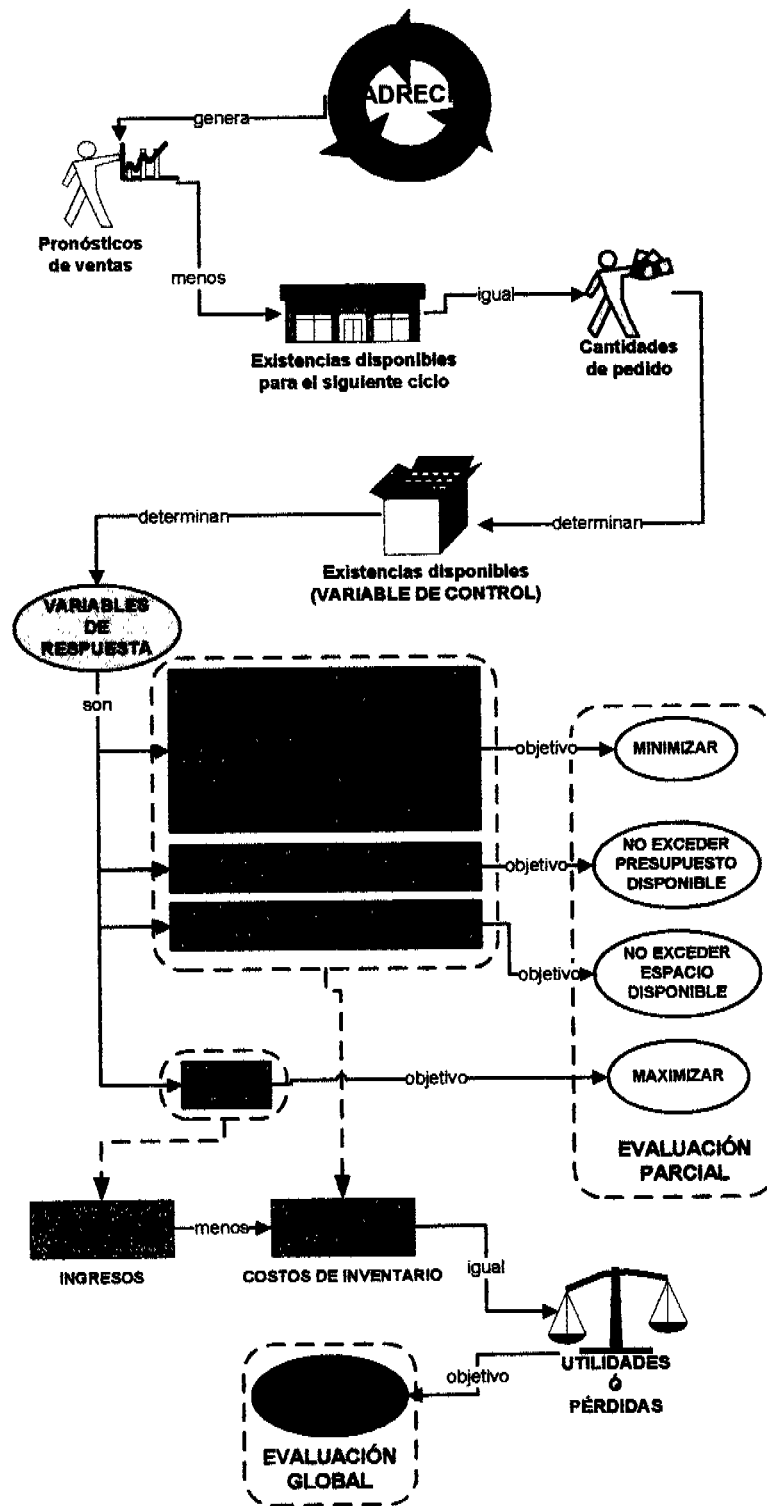 ADREC
genera
Pronósticos
de ventas
menos
igual
Existencias disponibles
para el siguiente ciclo
Cantidades
de pedido
determinan
determinan
Existencias disponibles
(VARIABLE DE CONTROL)
VARIABLES
DE
RESPUESTA
son
objetivo
MINIMIZAR
objetivo
NO EXCEDER
PRESUPUESTO
DISPONIBLE
objetivo
NO EXCEDER
ESPACIO
DISPONIBLE
objetivo
MAXIMIZAR
EVALUACIÓN
PARCIAL
menos
INGRESOS
COSTOS DE INVENTARIO
igual
UTILIDADES
Ó
PÉRDIDAS
objetivo
EVALUACIÓN
GLOBAL